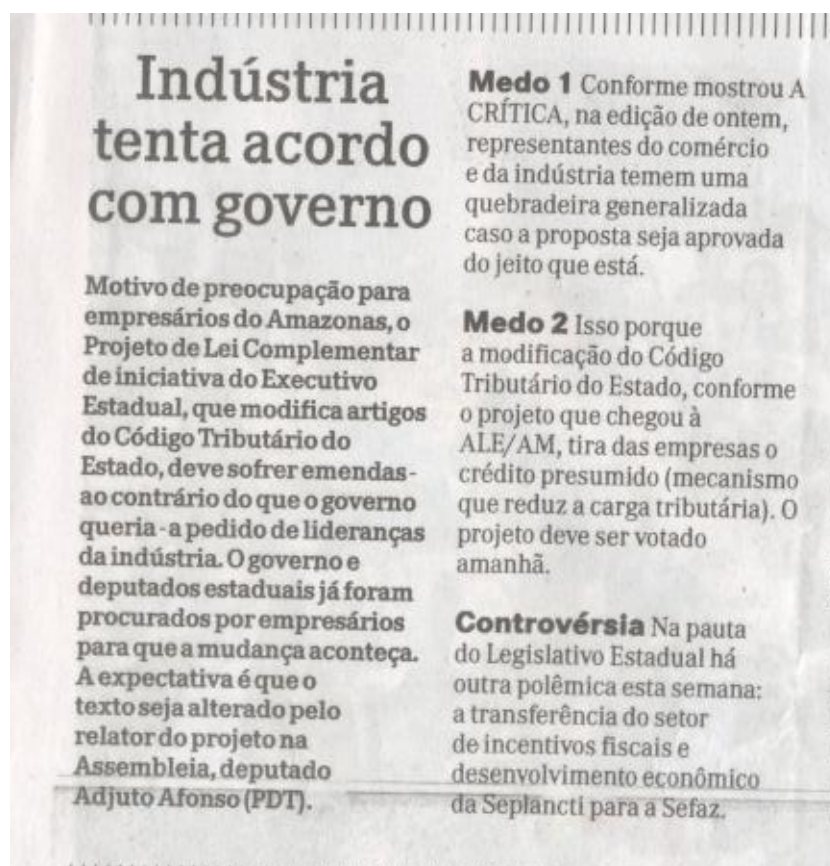 Indústria
tenta acordo
com governo
Motivo de preocupação para
empresários do Amazonas, o
Projeto de Lei Complementar
de iniciativa do Executivo
Estadual, que modifica artigos
do Código Tributário do
Estado, deve sofrer emendas -
ao contrário do que o governo
queria - a pedido de lideranças
da indústria. O governo e
deputados estaduais já foram
procurados por empresários
para que a mudança aconteça.
A expectativa é que o
texto seja alterado pelo
relator do projeto na
Assembleia, deputado
Adjuto Afonso (PDT).
Medo 1 Conforme mostrou A
CRÍTICA, na edição de ontem,
representantes do comércio
e da indústria temem uma
quebradeira generalizada
caso a proposta seja aprovada
do jeito que está.
Medo 2 Isso porque
a modificação do Código
Tributário do Estado, conforme
o projeto que chegou à
ALE/AM, tira das empresas o
crédito presumido (mecanismo
que reduz a carga tributária). O
projeto deve ser votado
amanhã.
Controvérsia Na pauta
do Legislativo Estadual há
outra polêmica esta semana:
a transferência do setor
de incentivos fiscais e
desenvolvimento econômico
da Seplancti para a Sefaz.